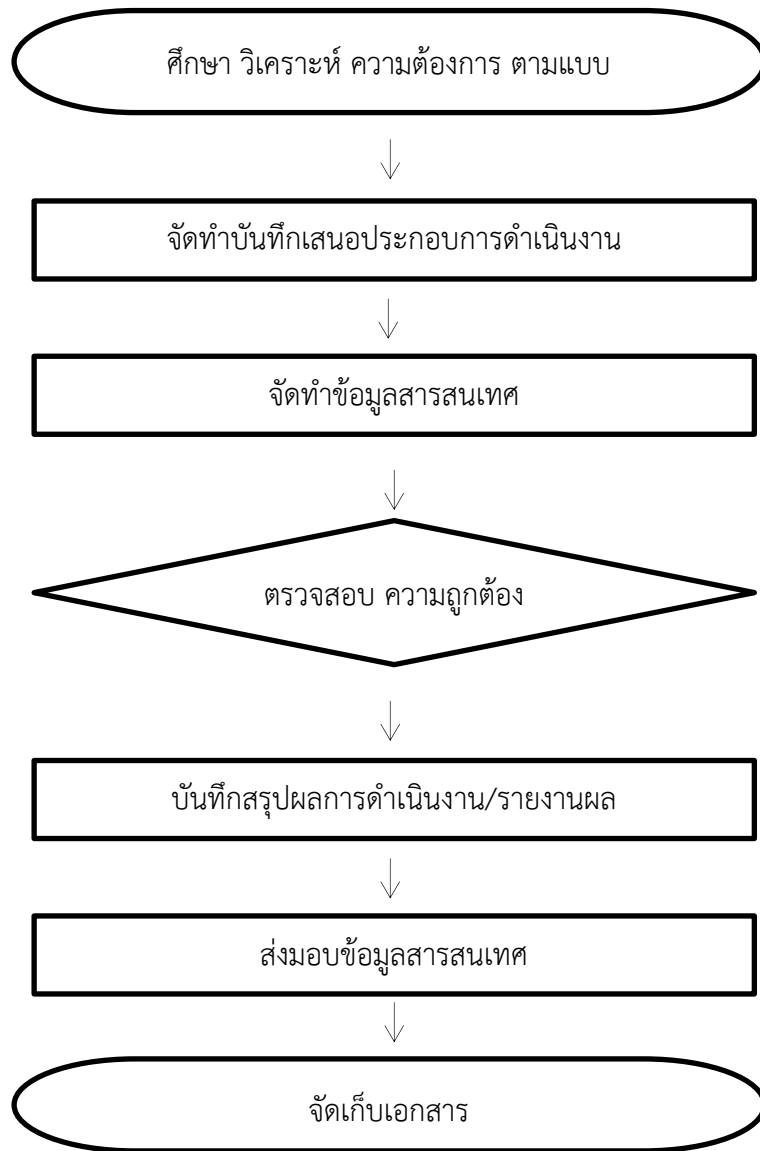 ศึกษา วิเคราะห์ ความต้องการ ตามแบบ
จัดทำบันทึกเสนอประกอบการดำเนินงาน
จัดทำข้อมูลสารสนเทศ
ตรวจสอบ ความถูกต้อง
บันทึกสรุปผลการดำเนินงาน/รายงานผล
ส่งมอบข้อมูลสารสนเทศ
จัดเก็บเอกสาร